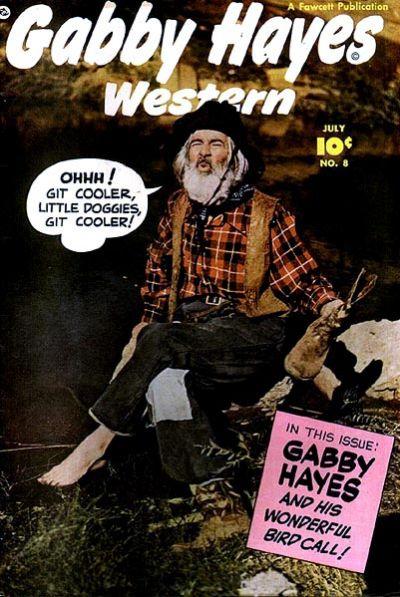 A Fawcett Publication
Gabby Hayes
Western
JULY
10¢
NO. 8
OHHH!
GIT COOLER,
LITTLE DOGGIES,
GIT COOLER!
IN THIS ISSUE:
GABBY
HAYES
AND HIS
WONDERFUL
BIRD CALL!